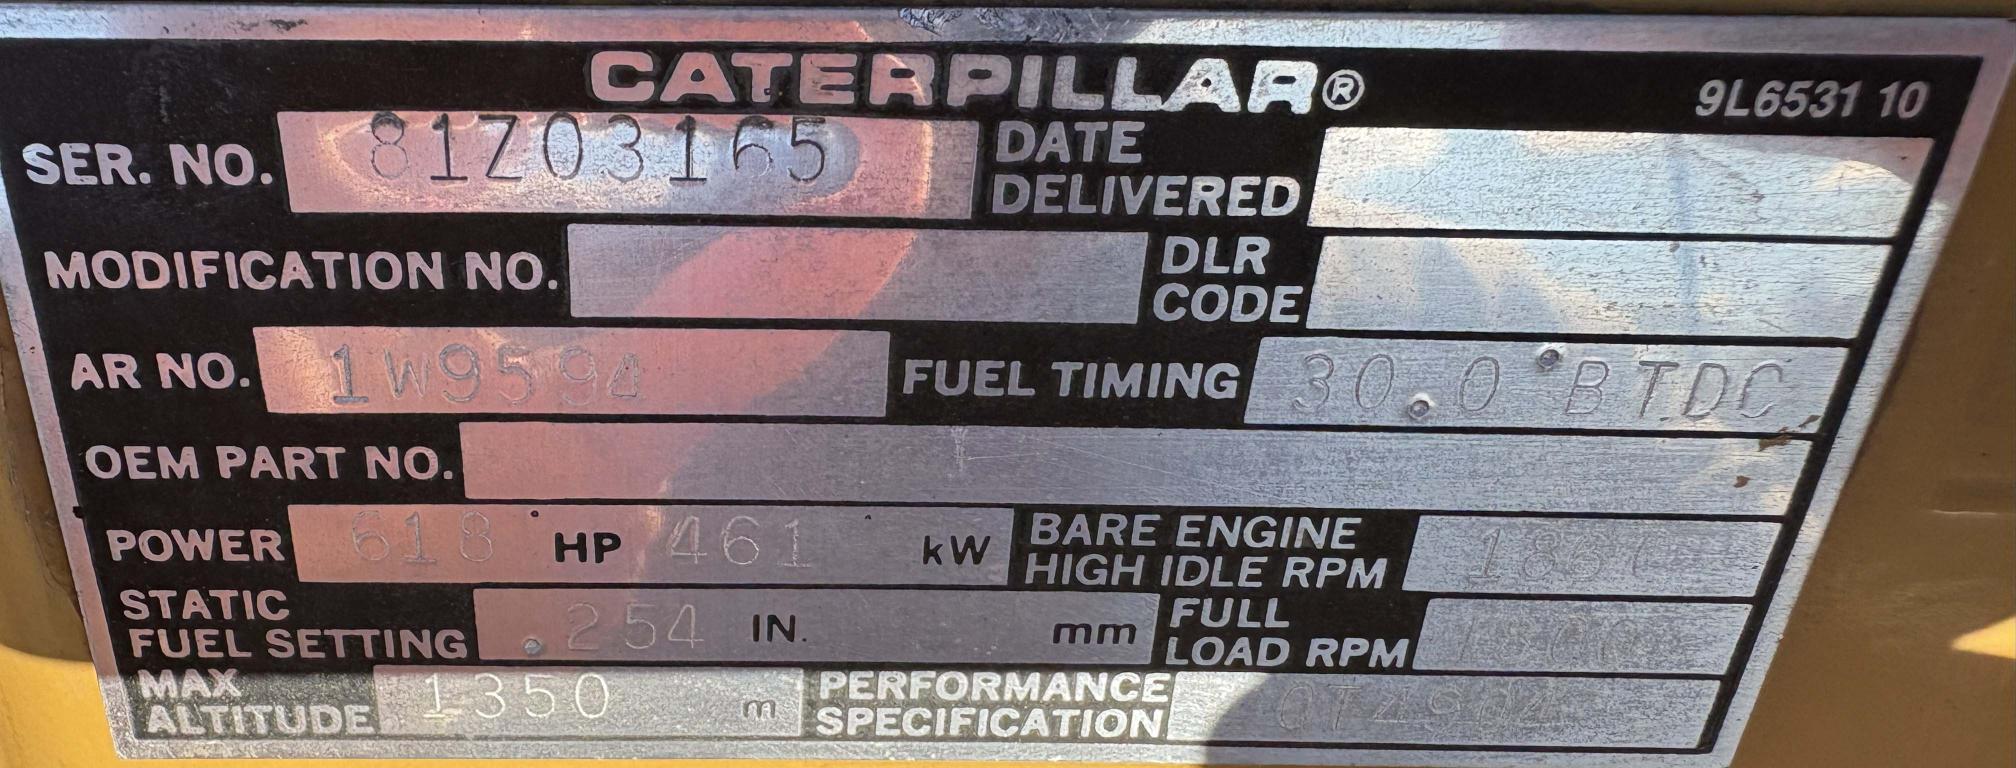 CATERPILLAR®
9L6531 10
SER. NO. 81Z03165
DATE DELIVERED
MODIFICATION NO.
DLR CODE
AR NO. 1W9594
FUEL TIMING 30.0°BTDC
OEM PART NO.
POWER 618 HP 461 kW
BARE ENGINE HIGH IDLE RPM
STATIC FUEL SETTING .254 IN. mm
FULL LOAD RPM
MAX ALTITUDE 1350 m
PERFORMANCE SPECIFICATION